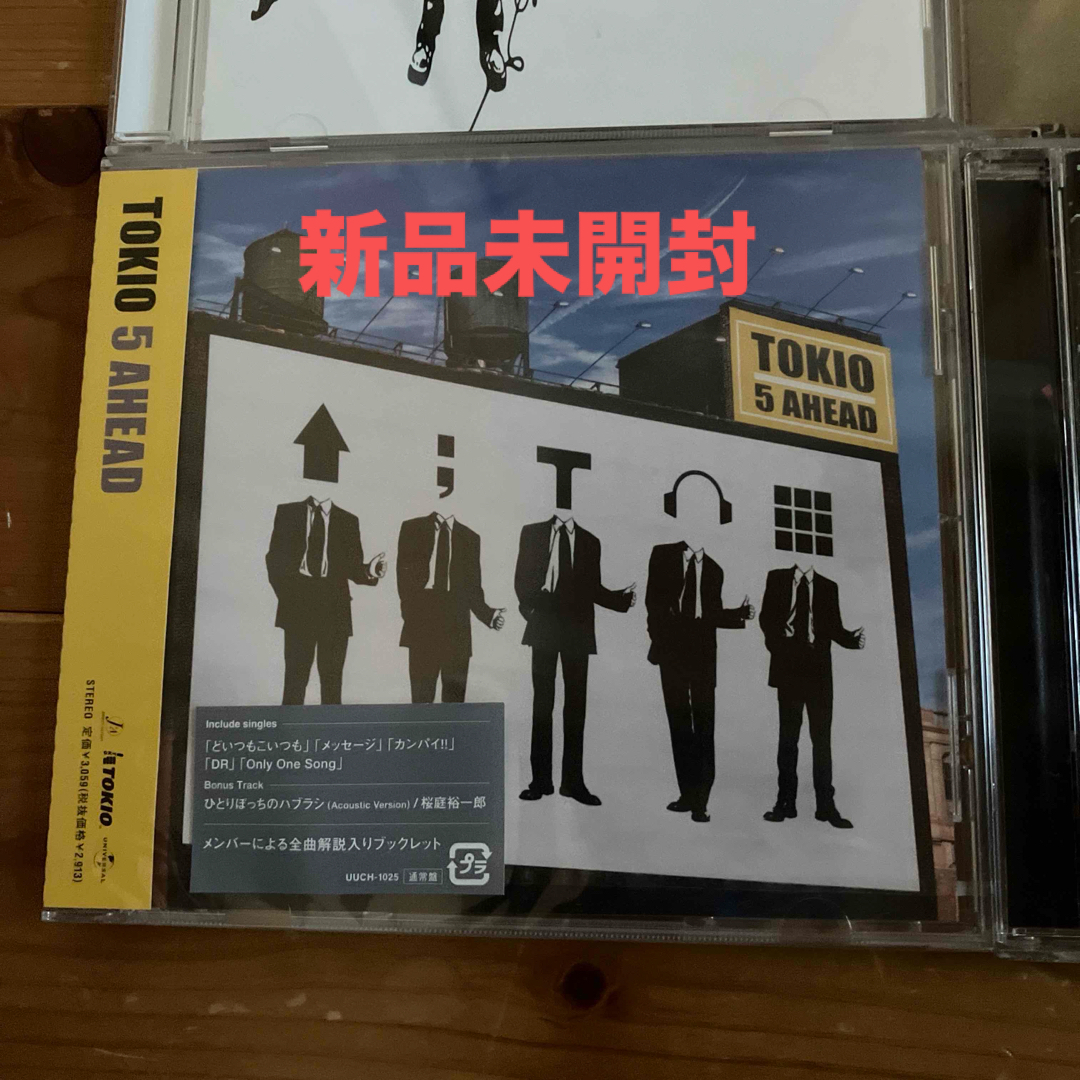 新品未開封
TOKIO 5 AHEAD
STEREO 定価¥3,059(税抜価格¥2,913)
TOKIO
UNIVERSAL
TOKIO
5 AHEAD
T
Include singles
「どいつもこいつも」「メッセージ」「カンパイ!!」
「DR」「Only One Song」
Bonus Track
ひとりぼっちのハブラシ(Acoustic Version) / 桜庭裕一郎
メンバーによる全曲解説入りブックレット
UUCH-1025 通常盤
プラ